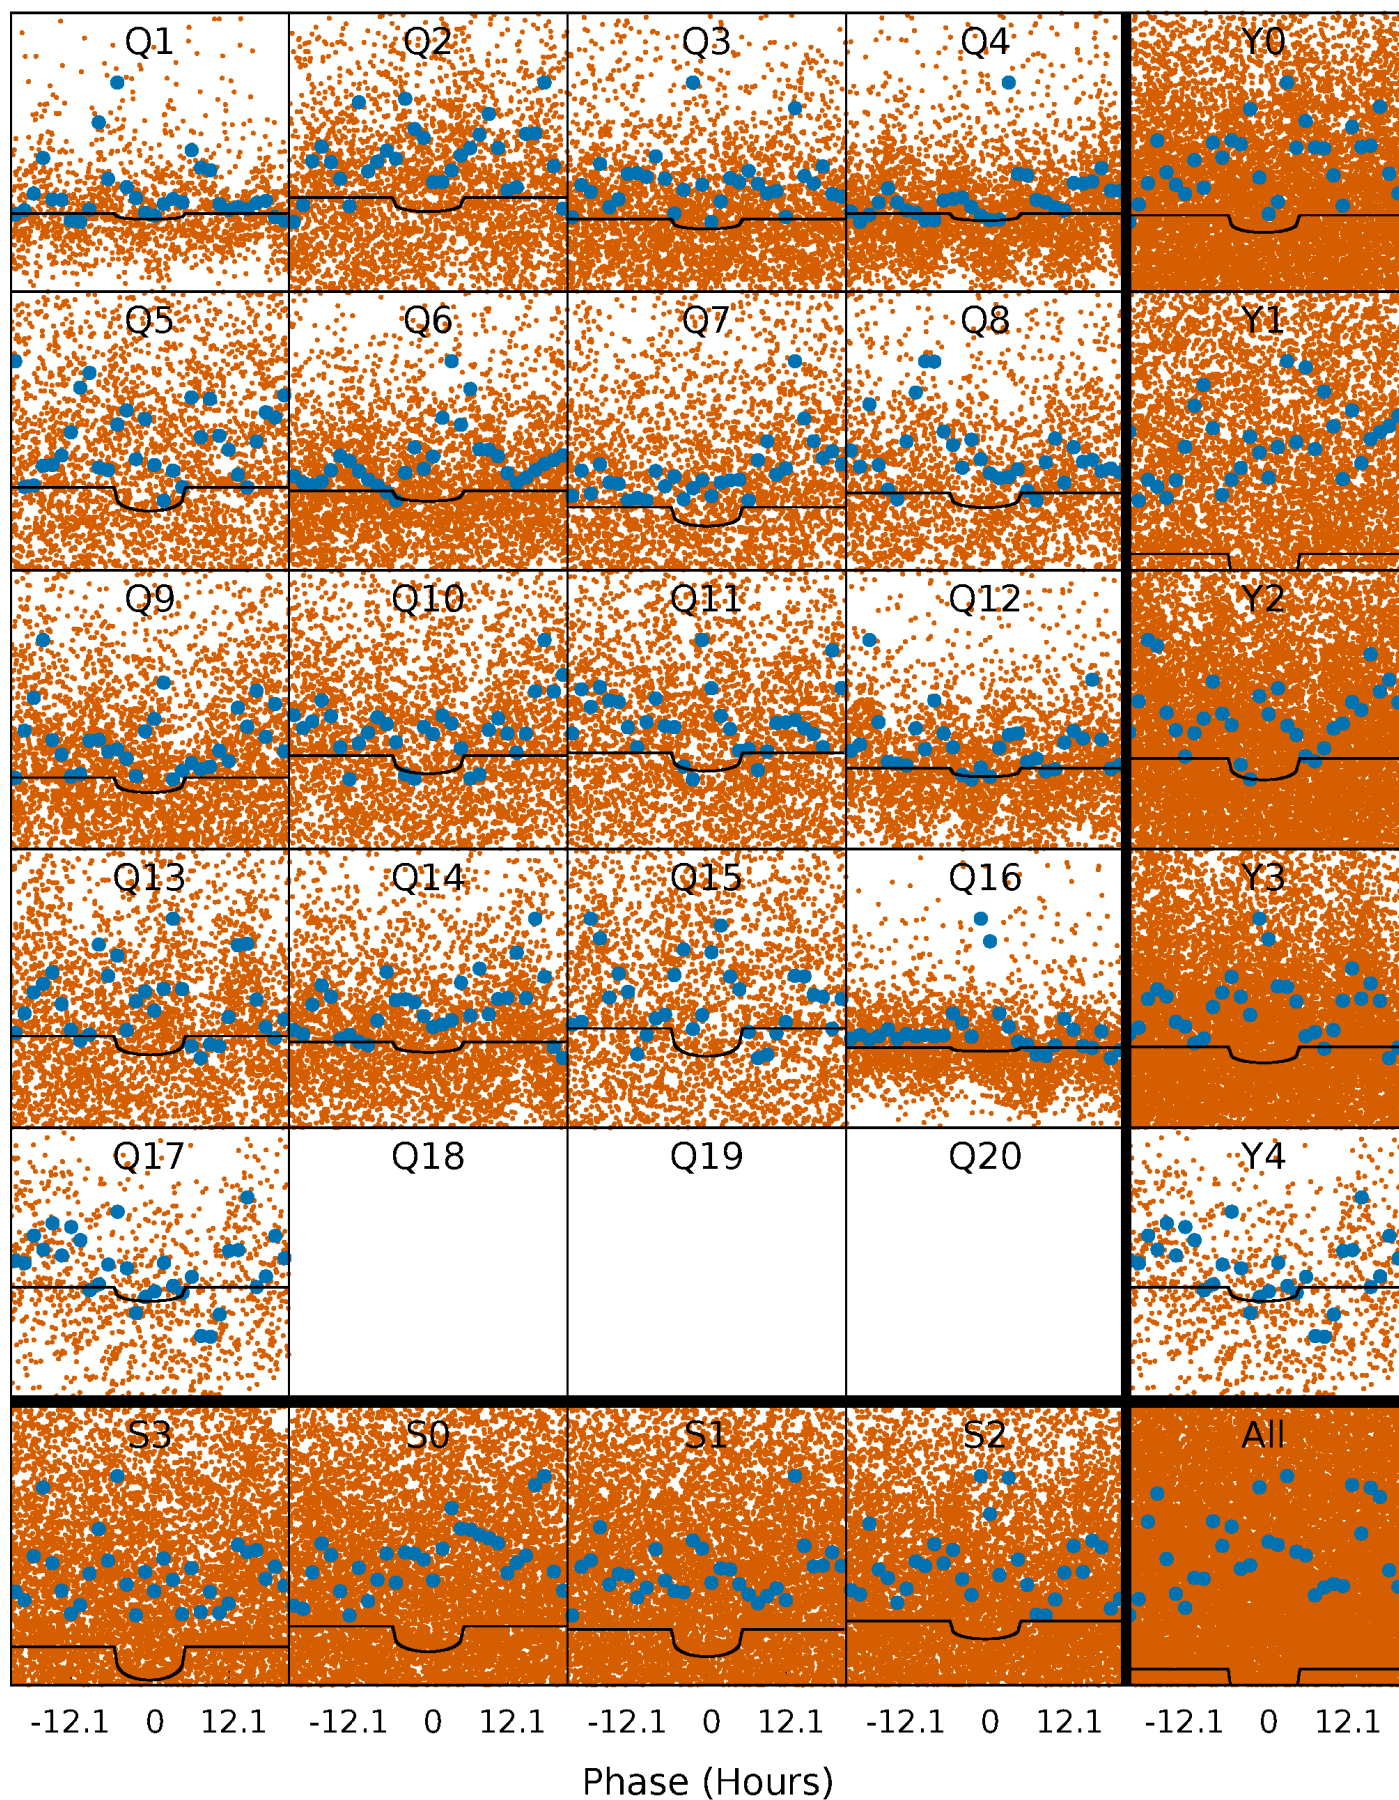 Q1 Q2 Q3 Q4 Y0
Q5 Q6 Q7 Q8 Y1
Q9 Q10 Q11 Q12 Y2
Q13 Q14 Q15 Q16 Y3
Q17 Q18 Q19 Q20 Y4
S3 S0 S1 S2 All
-12.1 0 12.1 -12.1 0 12.1 -12.1 0 12.1 -12.1 0 12.1 -12.1 0 12.1
Phase (Hours)